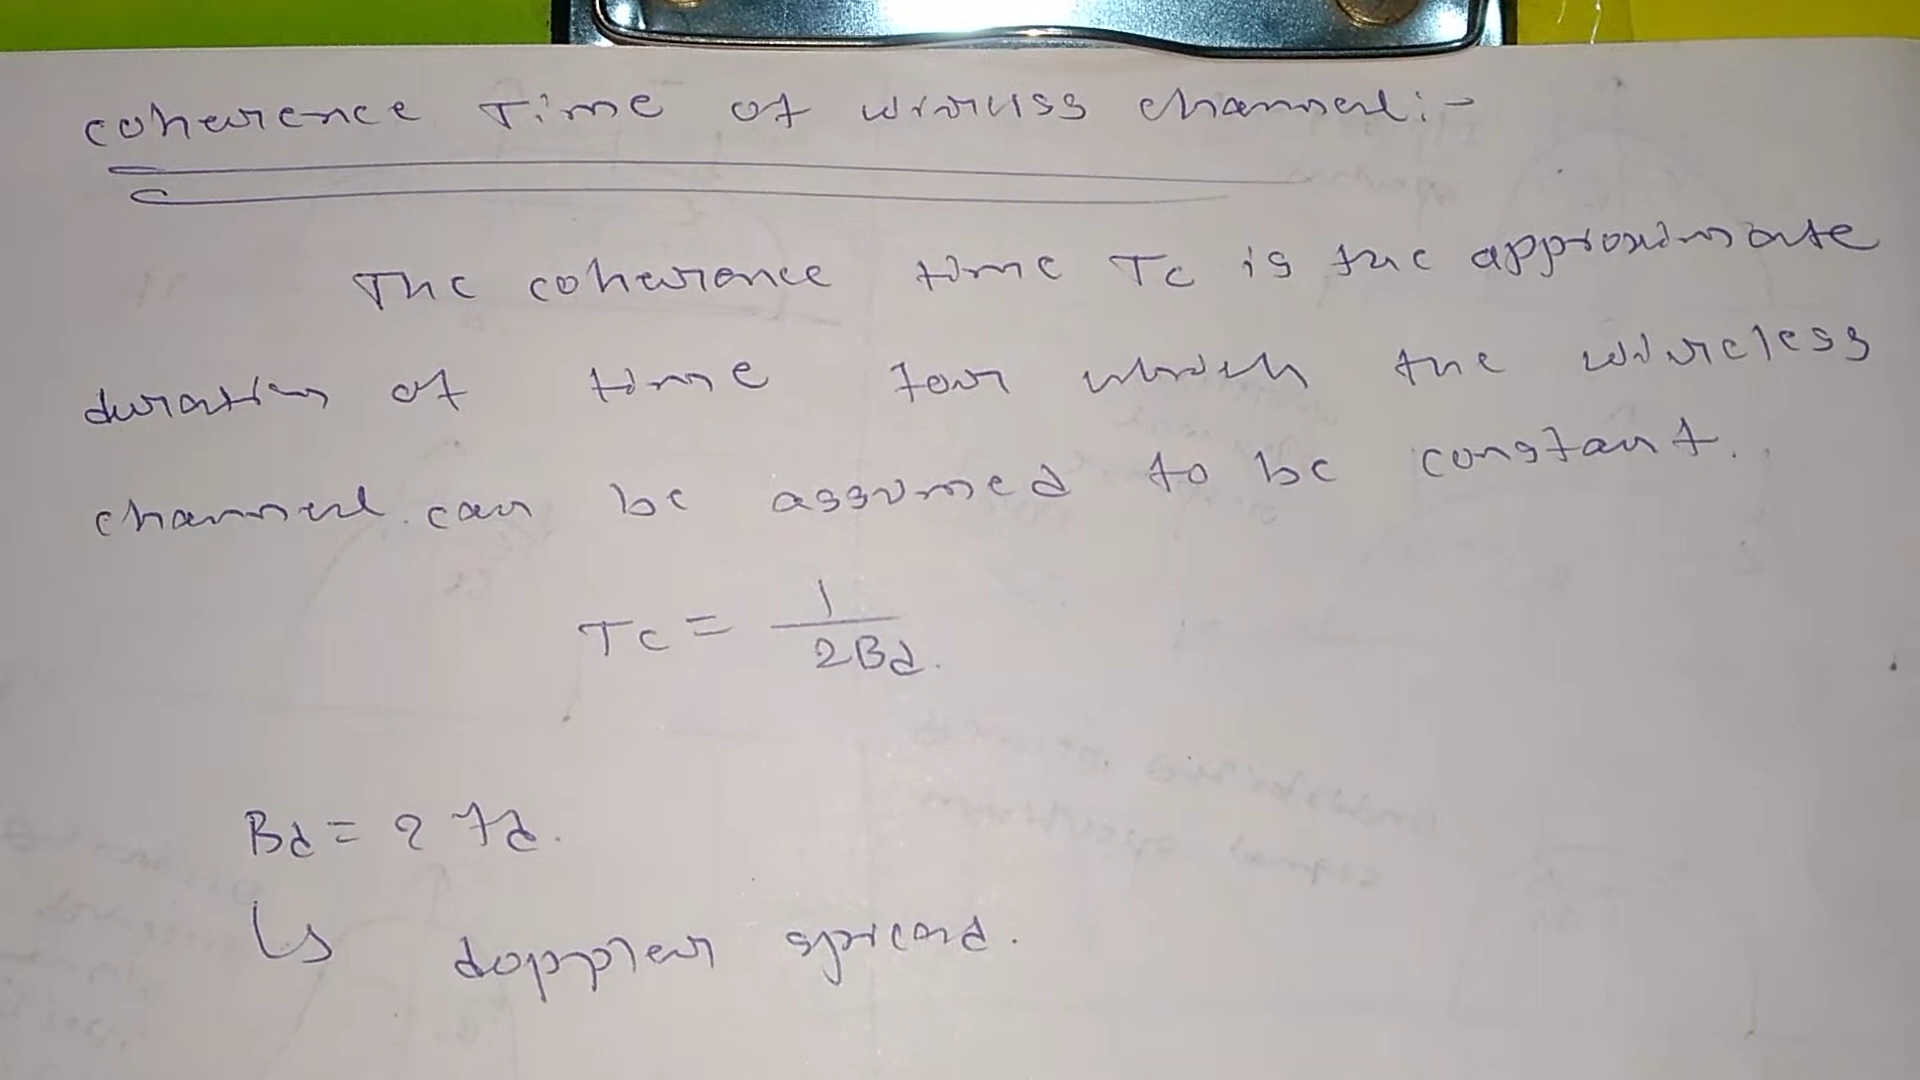 coherence Time of wireless channel:-
The coherance time Tc is the approximate
duration of time for which the wireless
channel can be assumed to be constant.
Tc = 1/2Bd.
Bd = 2 fd.
↳ doppler spread.